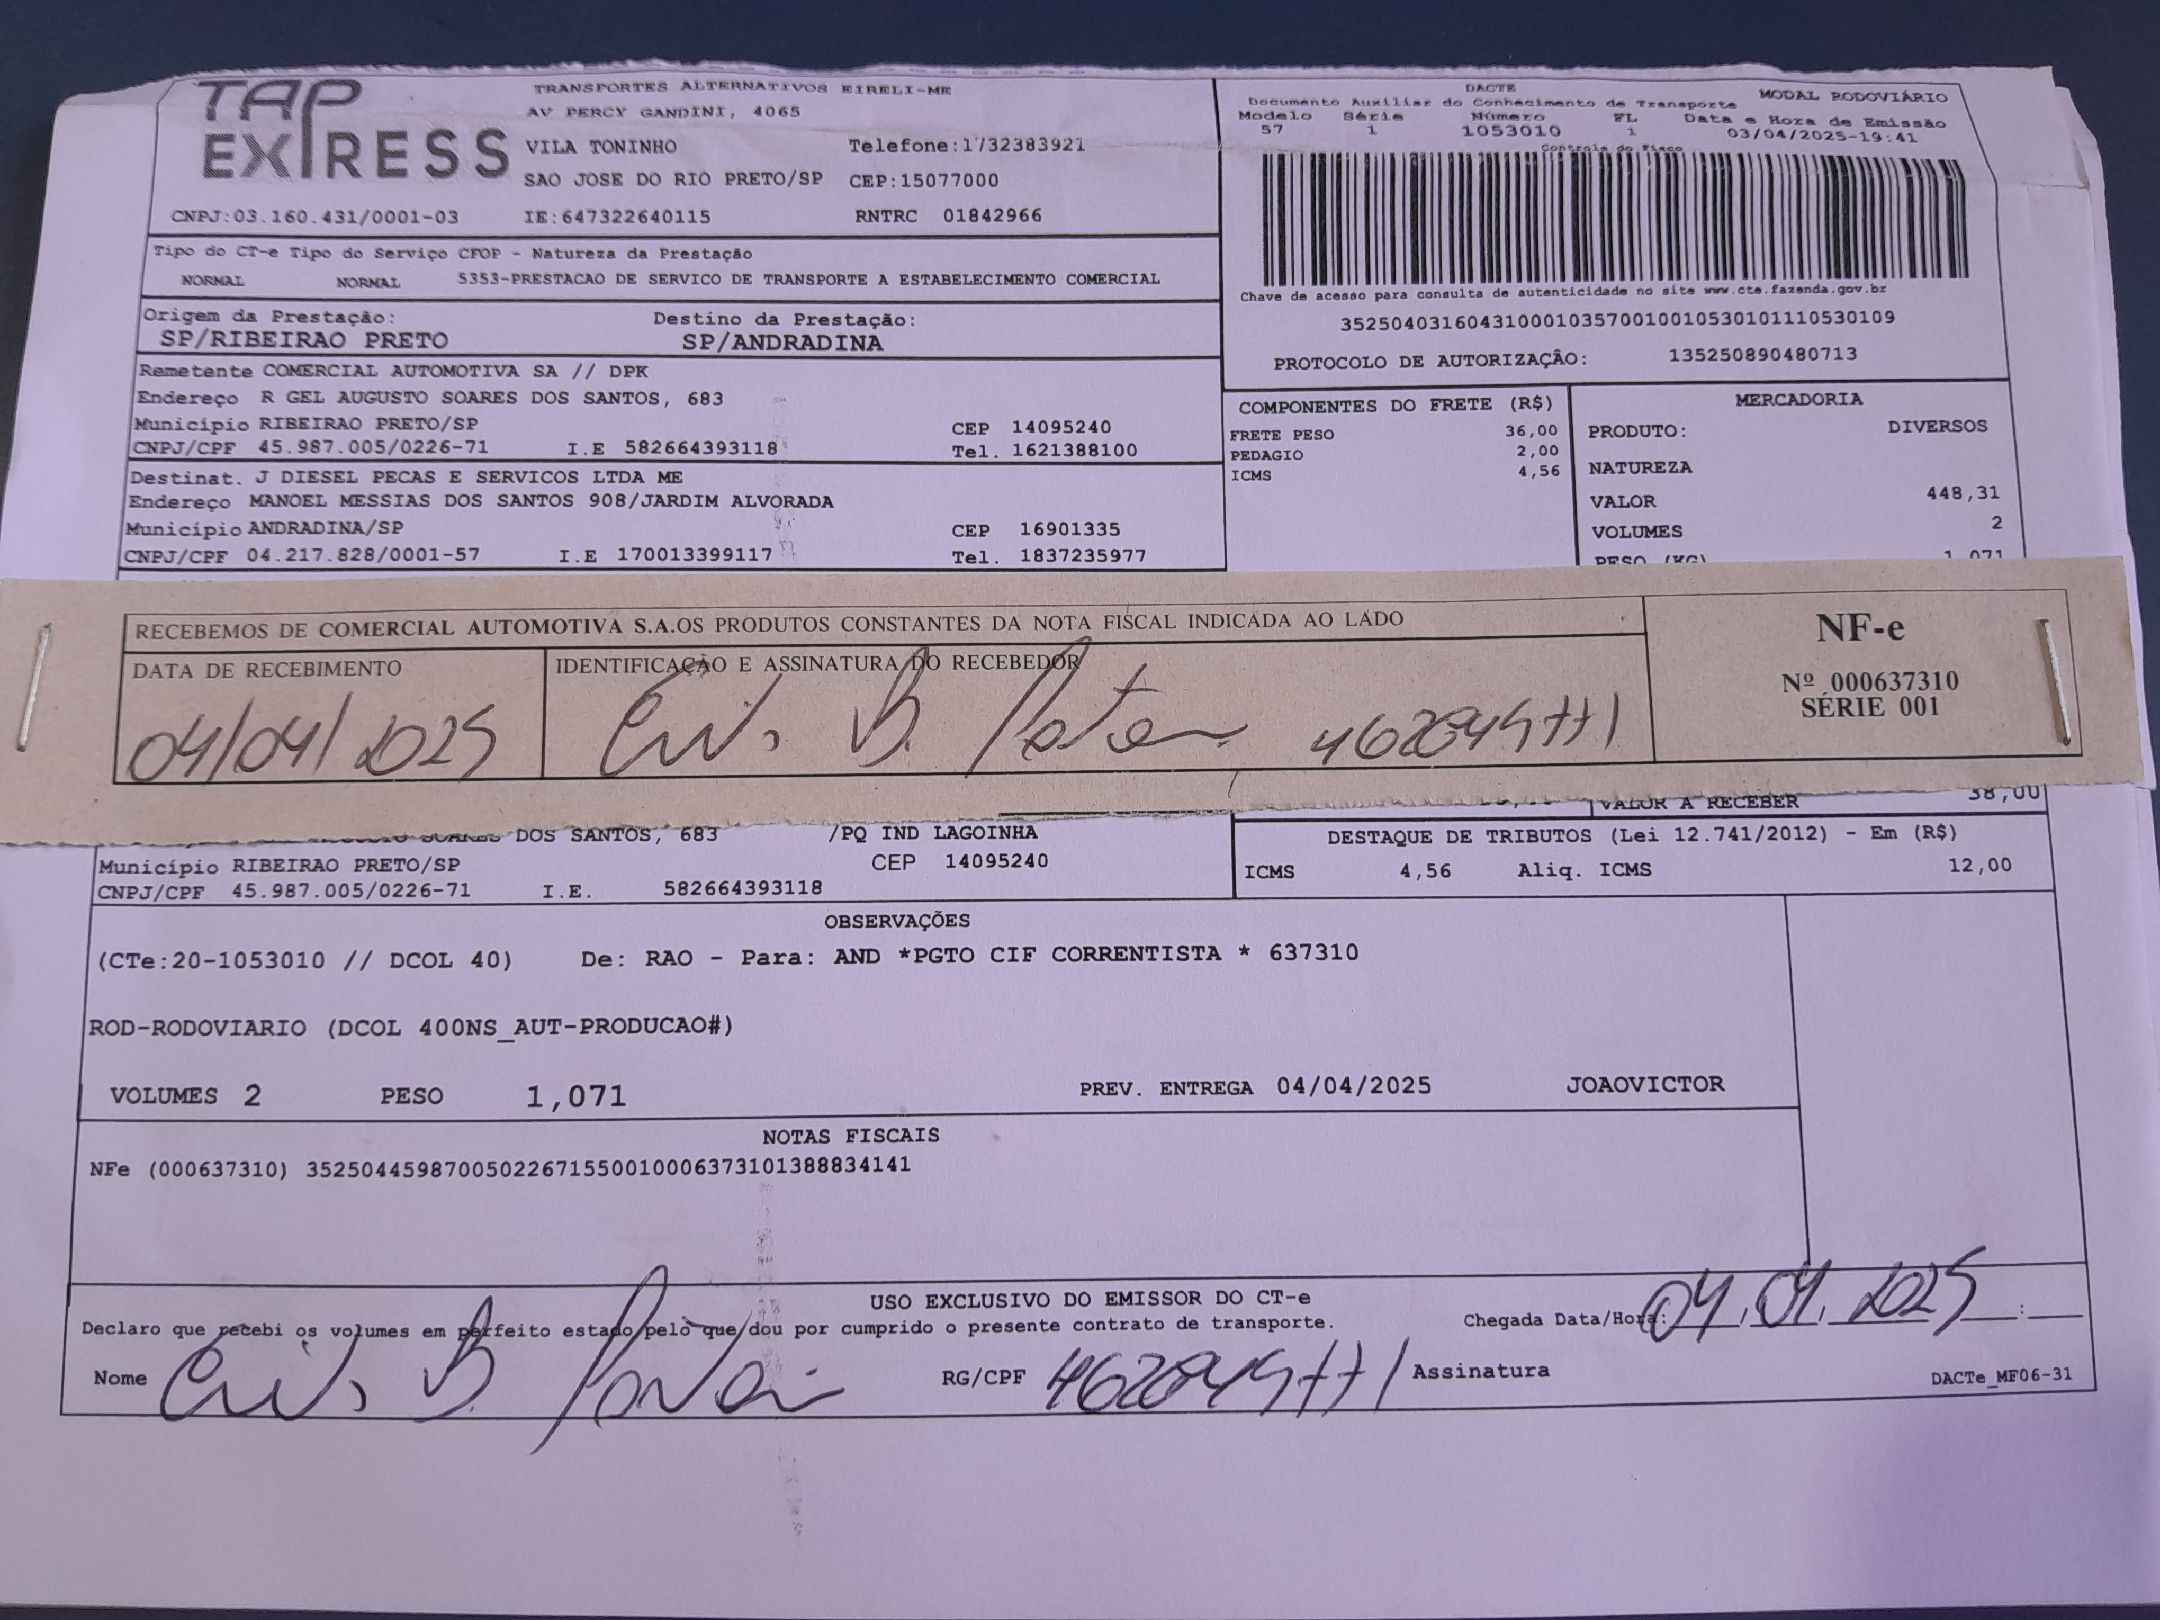 TAP EXPRESS
TRANSPORTES ALTERNATIVOS EIRELI-ME
AV PERCY GANDINI, 4065
VILA TONINHO Telefone:1732383921
SAO JOSE DO RIO PRETO/SP CEP:15077000
CNPJ:03.160.431/0001-03 IE:647322640115 RNTRC 01842966
DACTE MODAL RODOVIÁRIO
Documento Auxiliar do Conhecimento de Transporte
Modelo Série Número FL Data e Hora de Emissão
57 1 1053010 1 03/04/2025-19:41
Controle do Fisco
Chave de acesso para consulta de autenticidade no site www.cte.fazenda.gov.br
35250403160431000103570010010530101110530109
PROTOCOLO DE AUTORIZAÇÃO: 135250890480713
Tipo do CT-e Tipo do Serviço CFOP - Natureza da Prestação
NORMAL NORMAL 5353-PRESTACAO DE SERVICO DE TRANSPORTE A ESTABELECIMENTO COMERCIAL
Origem da Prestação: Destino da Prestação:
SP/RIBEIRAO PRETO SP/ANDRADINA
Remetente COMERCIAL AUTOMOTIVA SA // DPK
Endereço R GEL AUGUSTO SOARES DOS SANTOS, 683
Município RIBEIRAO PRETO/SP CEP 14095240
CNPJ/CPF 45.987.005/0226-71 I.E 582664393118 Tel. 1621388100
Destinat. J DIESEL PECAS E SERVICOS LTDA ME
Endereço MANOEL MESSIAS DOS SANTOS 908/JARDIM ALVORADA
Município ANDRADINA/SP CEP 16901335
CNPJ/CPF 04.217.828/0001-57 I.E 170013399117 Tel. 1837235977
COMPONENTES DO FRETE (R$)
FRETE PESO 36,00
PEDAGIO 2,00
ICMS 4,56
MERCADORIA
PRODUTO: DIVERSOS
NATUREZA
VALOR 448,31
VOLUMES 2
PESO (KG) 1,071
RECEBEMOS DE COMERCIAL AUTOMOTIVA S.A.OS PRODUTOS CONSTANTES DA NOTA FISCAL INDICADA AO LADO
DATA DE RECEBIMENTO IDENTIFICAÇÃO E ASSINATURA DO RECEBEDOR
04/04/2025
NF-e
Nº 000637310
SÉRIE 001
VALOR A RECEBER 38,00
DOS SANTOS, 683 /PQ IND LAGOINHA
Município RIBEIRAO PRETO/SP CEP 14095240
CNPJ/CPF 45.987.005/0226-71 I.E. 582664393118
DESTAQUE DE TRIBUTOS (Lei 12.741/2012) - Em (R$)
ICMS 4,56 Aliq. ICMS 12,00
OBSERVAÇÕES
(CTe:20-1053010 // DCOL 40) De: RAO - Para: AND *PGTO CIF CORRENTISTA * 637310
ROD-RODOVIARIO (DCOL 400NS_AUT-PRODUCAO#)
VOLUMES 2 PESO 1,071 PREV. ENTREGA 04/04/2025 JOAOVICTOR
NOTAS FISCAIS
NFe (000637310) 35250445987005022671550010006373101388834141
USO EXCLUSIVO DO EMISSOR DO CT-e
Declaro que recebi os volumes em perfeito estado pelo que dou por cumprido o presente contrato de transporte.
Chegada Data/Hora: 04.04.2025 :
Nome RG/CPF Assinatura
DACTe_MF06-31